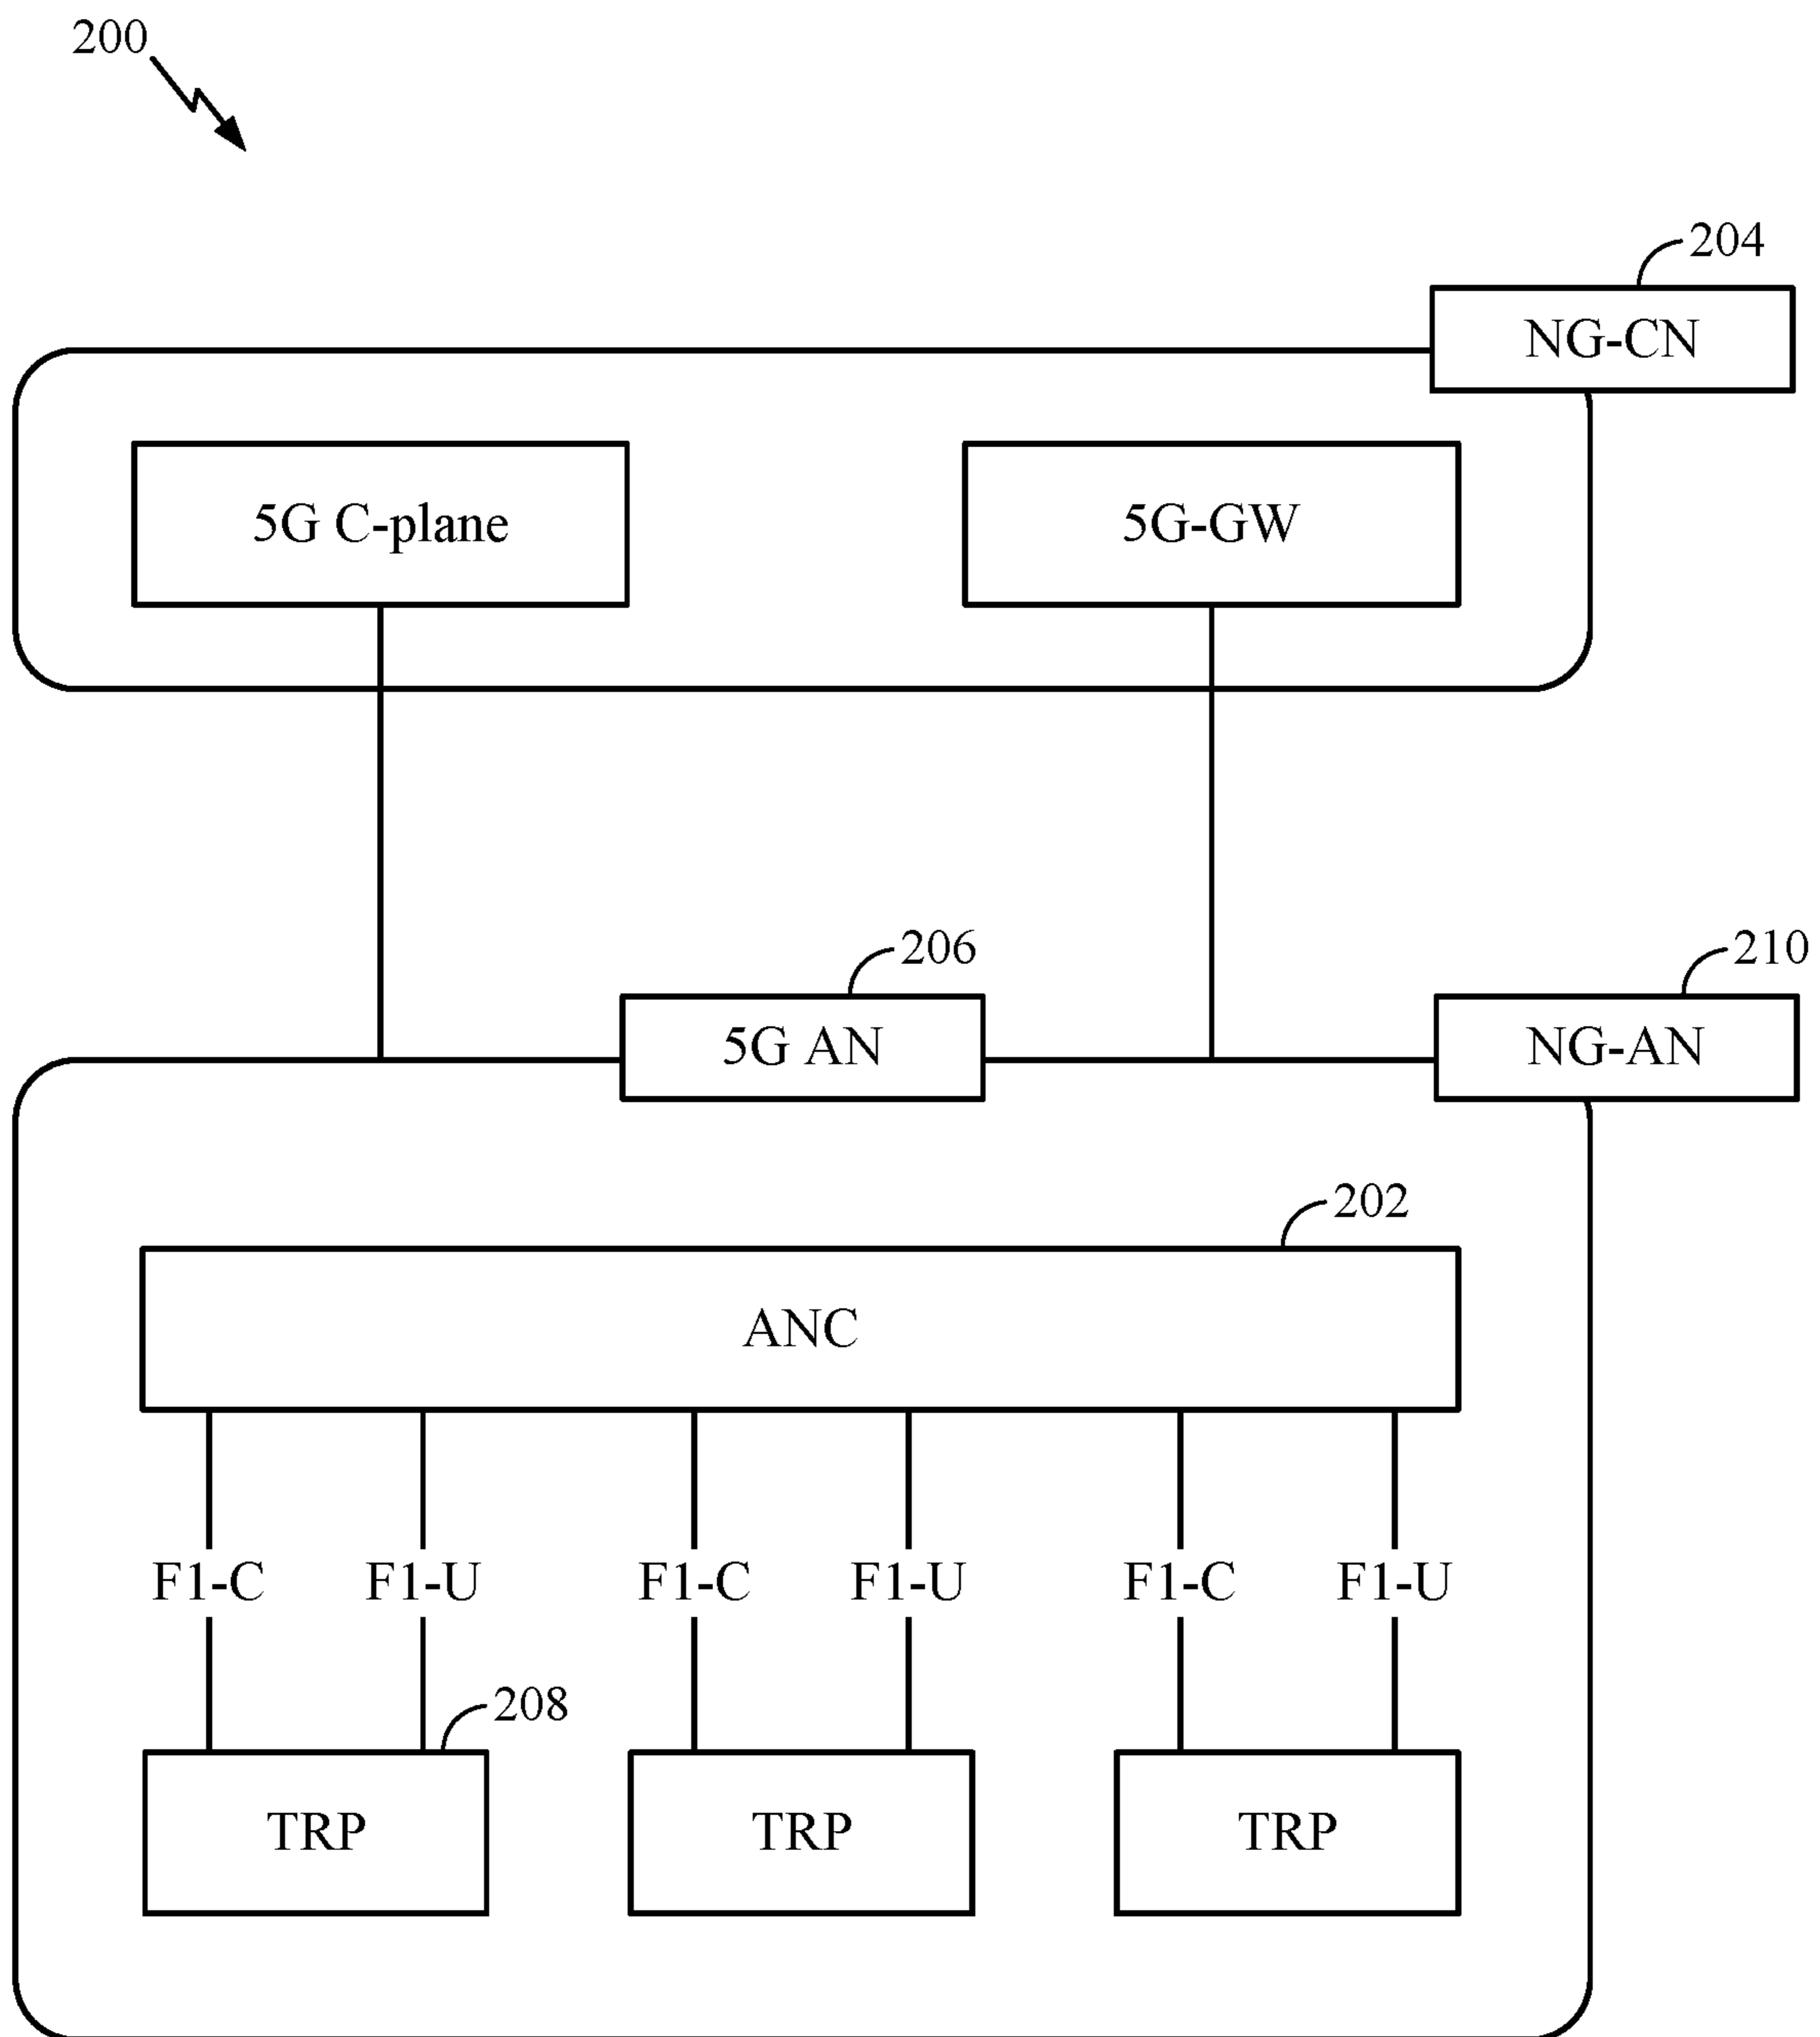 200
204
NG-CN
5G C-plane
5G-GW
206
210
5G AN
NG-AN
202
ANC
F1-C F1-U F1-C F1-U F1-C F1-U
208
TRP TRP TRP